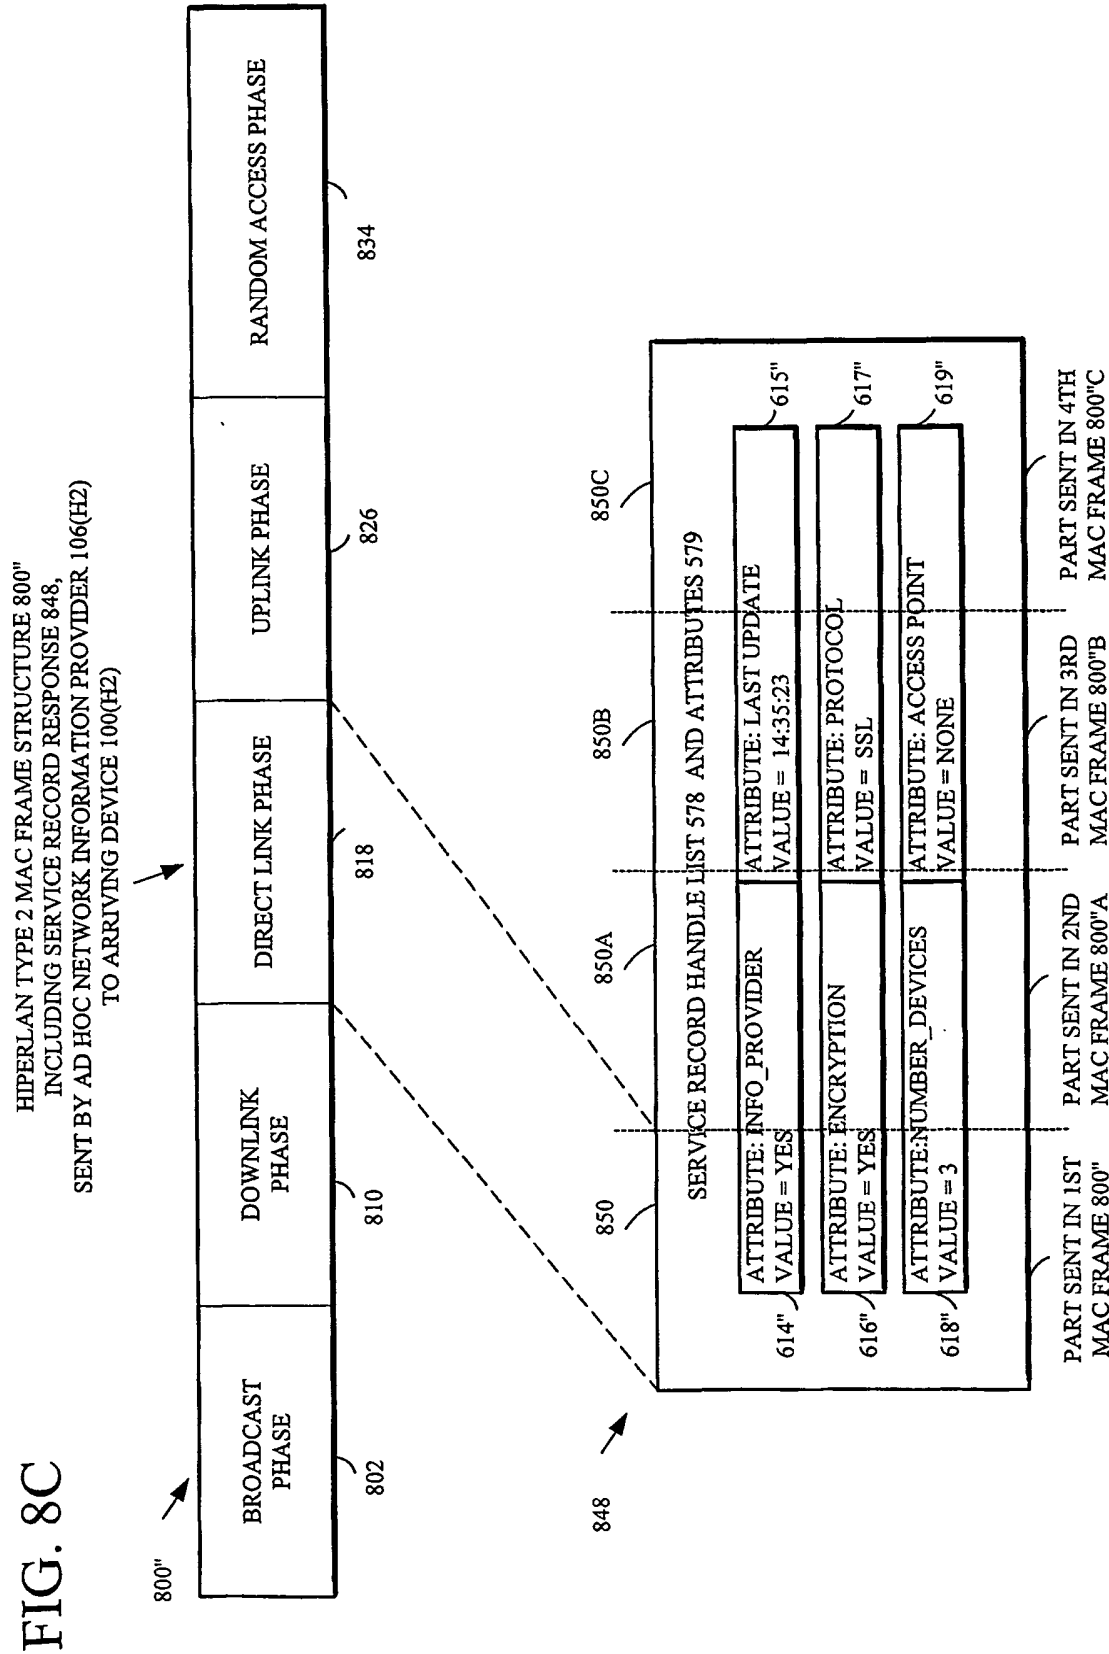 FIG. 8C
HIPERLAN TYPE 2 MAC FRAME STRUCTURE 800"
INCLUDING SERVICE RECORD RESPONSE 848,
SENT BY AD HOC NETWORK INFORMATION PROVIDER 106(H2)
TO ARRIVING DEVICE 100(H2)
800"
BROADCAST
PHASE
DOWNLINK
PHASE
DIRECT LINK PHASE
UPLINK PHASE
RANDOM ACCESS PHASE
802
810
818
826
834
848
850
850A
850B
850C
SERVICE RECORD HANDLE LIST 578 AND ATTRIBUTES 579
614"
ATTRIBUTE: INFO_PROVIDER
VALUE = YES
ATTRIBUTE: LAST UPDATE
VALUE = 14:35:23
615"
616"
ATTRIBUTE: ENCRYPTION
VALUE = YES
ATTRIBUTE: PROTOCOL
VALUE = SSL
617"
618"
ATTRIBUTE:NUMBER_DEVICES
VALUE = 3
ATTRIBUTE: ACCESS POINT
VALUE = NONE
619"
PART SENT IN 1ST
MAC FRAME 800"
PART SENT IN 2ND
MAC FRAME 800"A
PART SENT IN 3RD
MAC FRAME 800"B
PART SENT IN 4TH
MAC FRAME 800"C